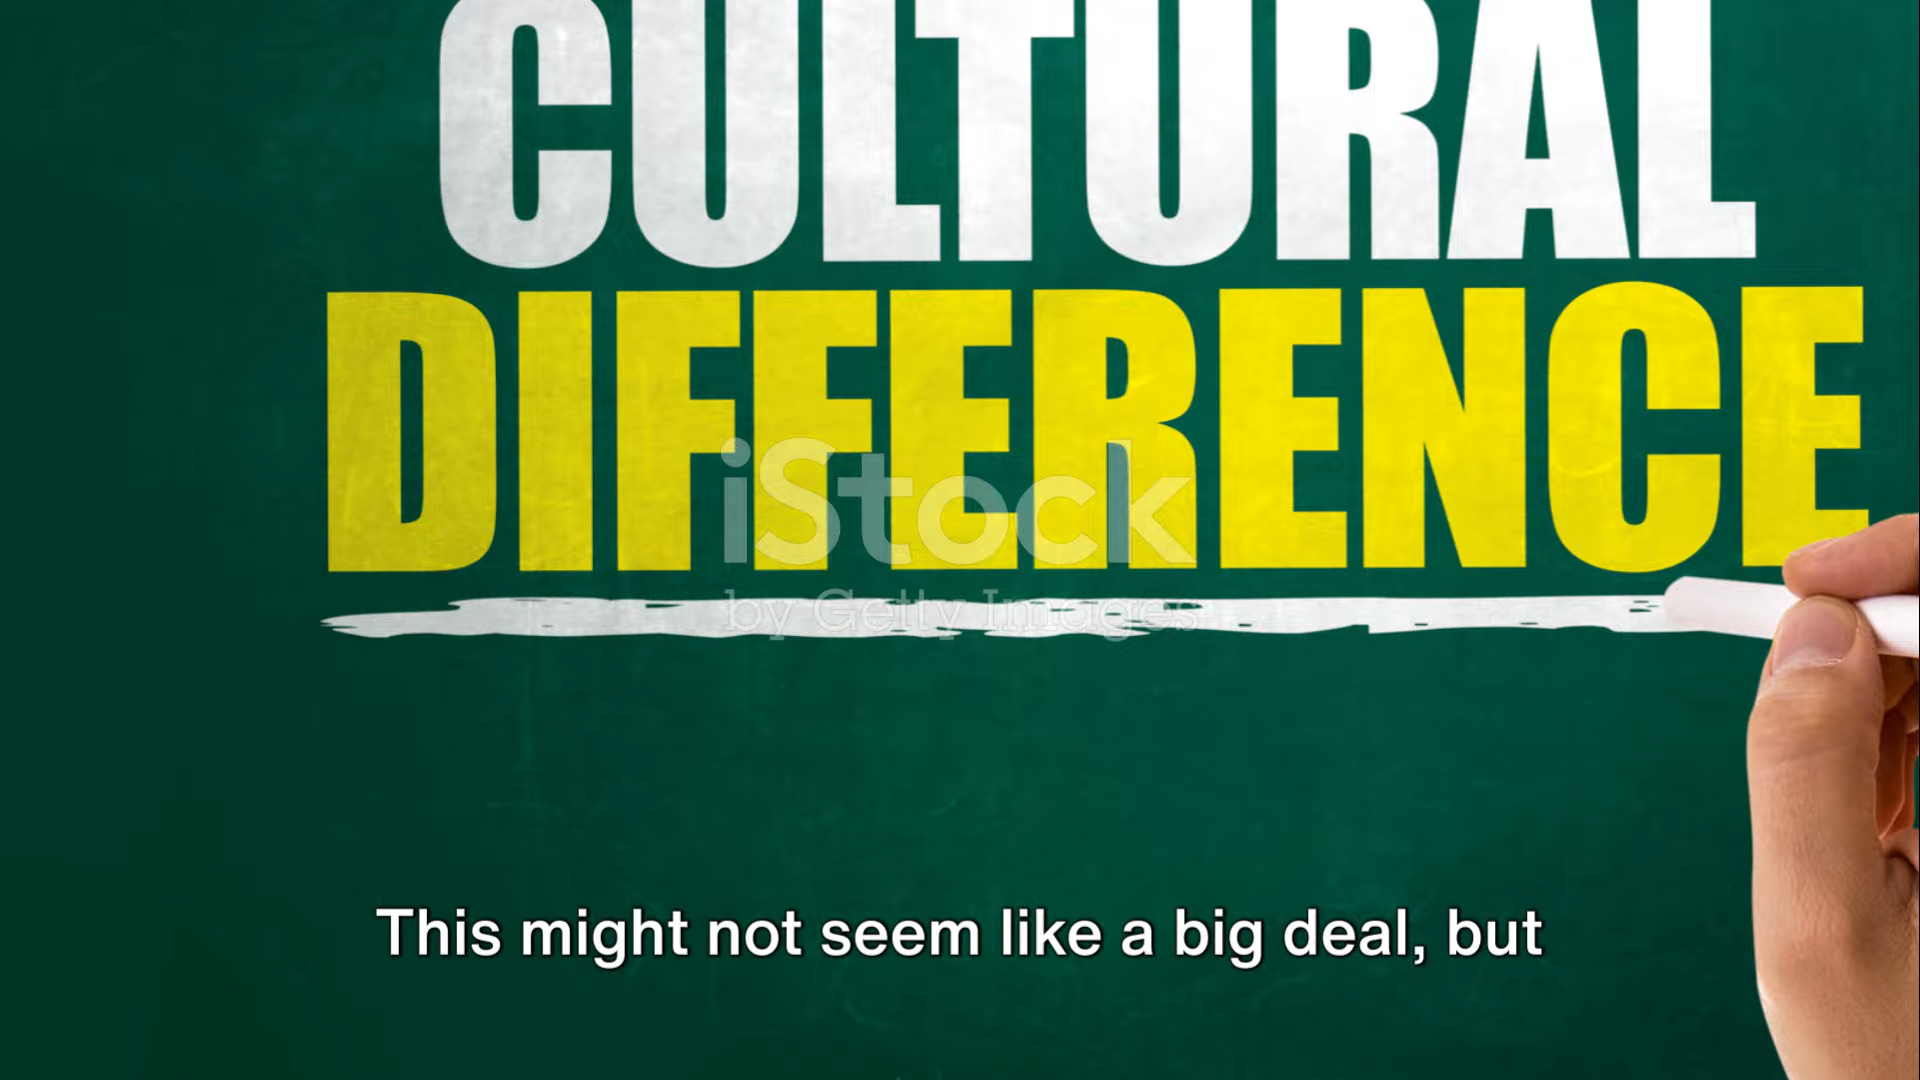 CULTURAL
DIFFERENCE
iStock
by Getty Images
This might not seem like a big deal, but